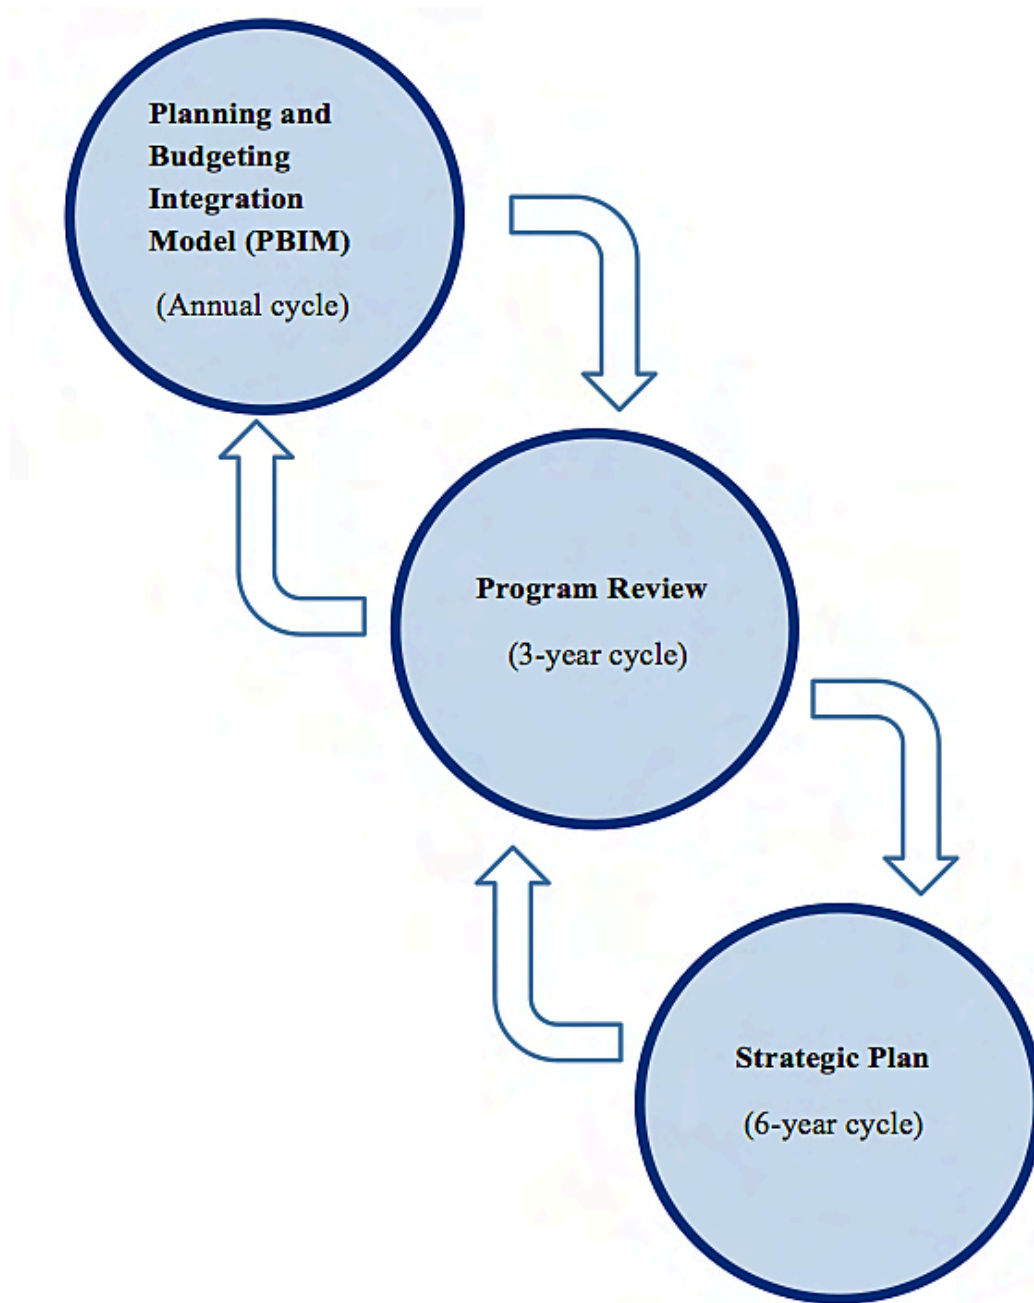 Planning and
Budgeting
Integration
Model (PBIM)
(Annual cycle)
Program Review
(3-year cycle)
Strategic Plan
(6-year cycle)